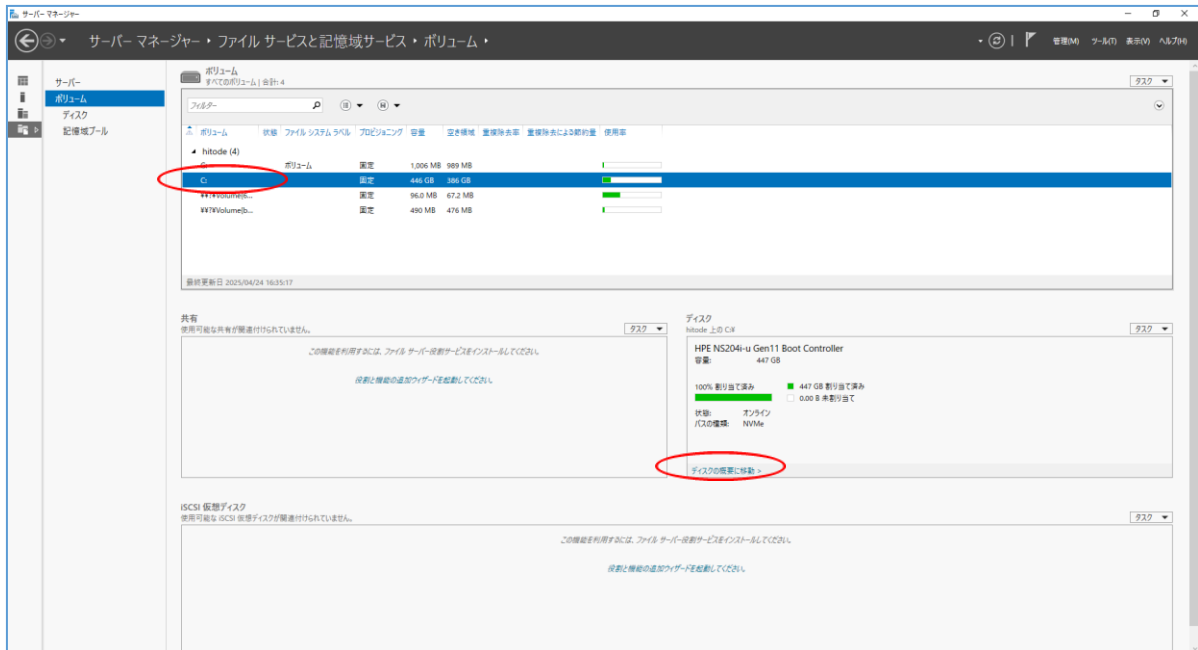 サーバー マネージャー
サーバー マネージャー ・ ファイル サービスと記憶域サービス ・ ボリューム ・
管理(M) ツール(T) 表示(V) ヘルプ(H)
サーバー
ボリューム
ディスク
記憶域プール
ボリューム
すべてのボリューム | 合計: 4
タスク
フィルター
ボリューム 状態 ファイル システム ラベル プロビジョニング 容量 空き領域 重複除去率 重複除去による節約量 使用率
hitode (4)
ボリューム 固定 1,006 MB 989 MB
C: 固定 446 GB 386 GB
¥¥?¥Volume{b... 固定 96.0 MB 67.2 MB
¥¥?¥Volume{b... 固定 490 MB 476 MB
最終更新日 2025/04/24 16:35:17
共有
使用可能な共有が関連付けられていません。
タスク
この機能を利用するには、ファイル サーバー役割サービスをインストールしてください。
役割と機能の追加ウィザードを起動してください。
ディスク
hitode 上の C:¥
タスク
HPE NS204i-u Gen11 Boot Controller
容量: 447 GB
100% 割り当て済み
447 GB 割り当て済み
0.00 B 未割り当て
状態: オンライン
バスの種類: NVMe
ディスクの概要に移動 >
iSCSI 仮想ディスク
使用可能な iSCSI 仮想ディスクが関連付けられていません。
タスク
この機能を利用するには、ファイル サーバー役割サービスをインストールしてください。
役割と機能の追加ウィザードを起動してください。